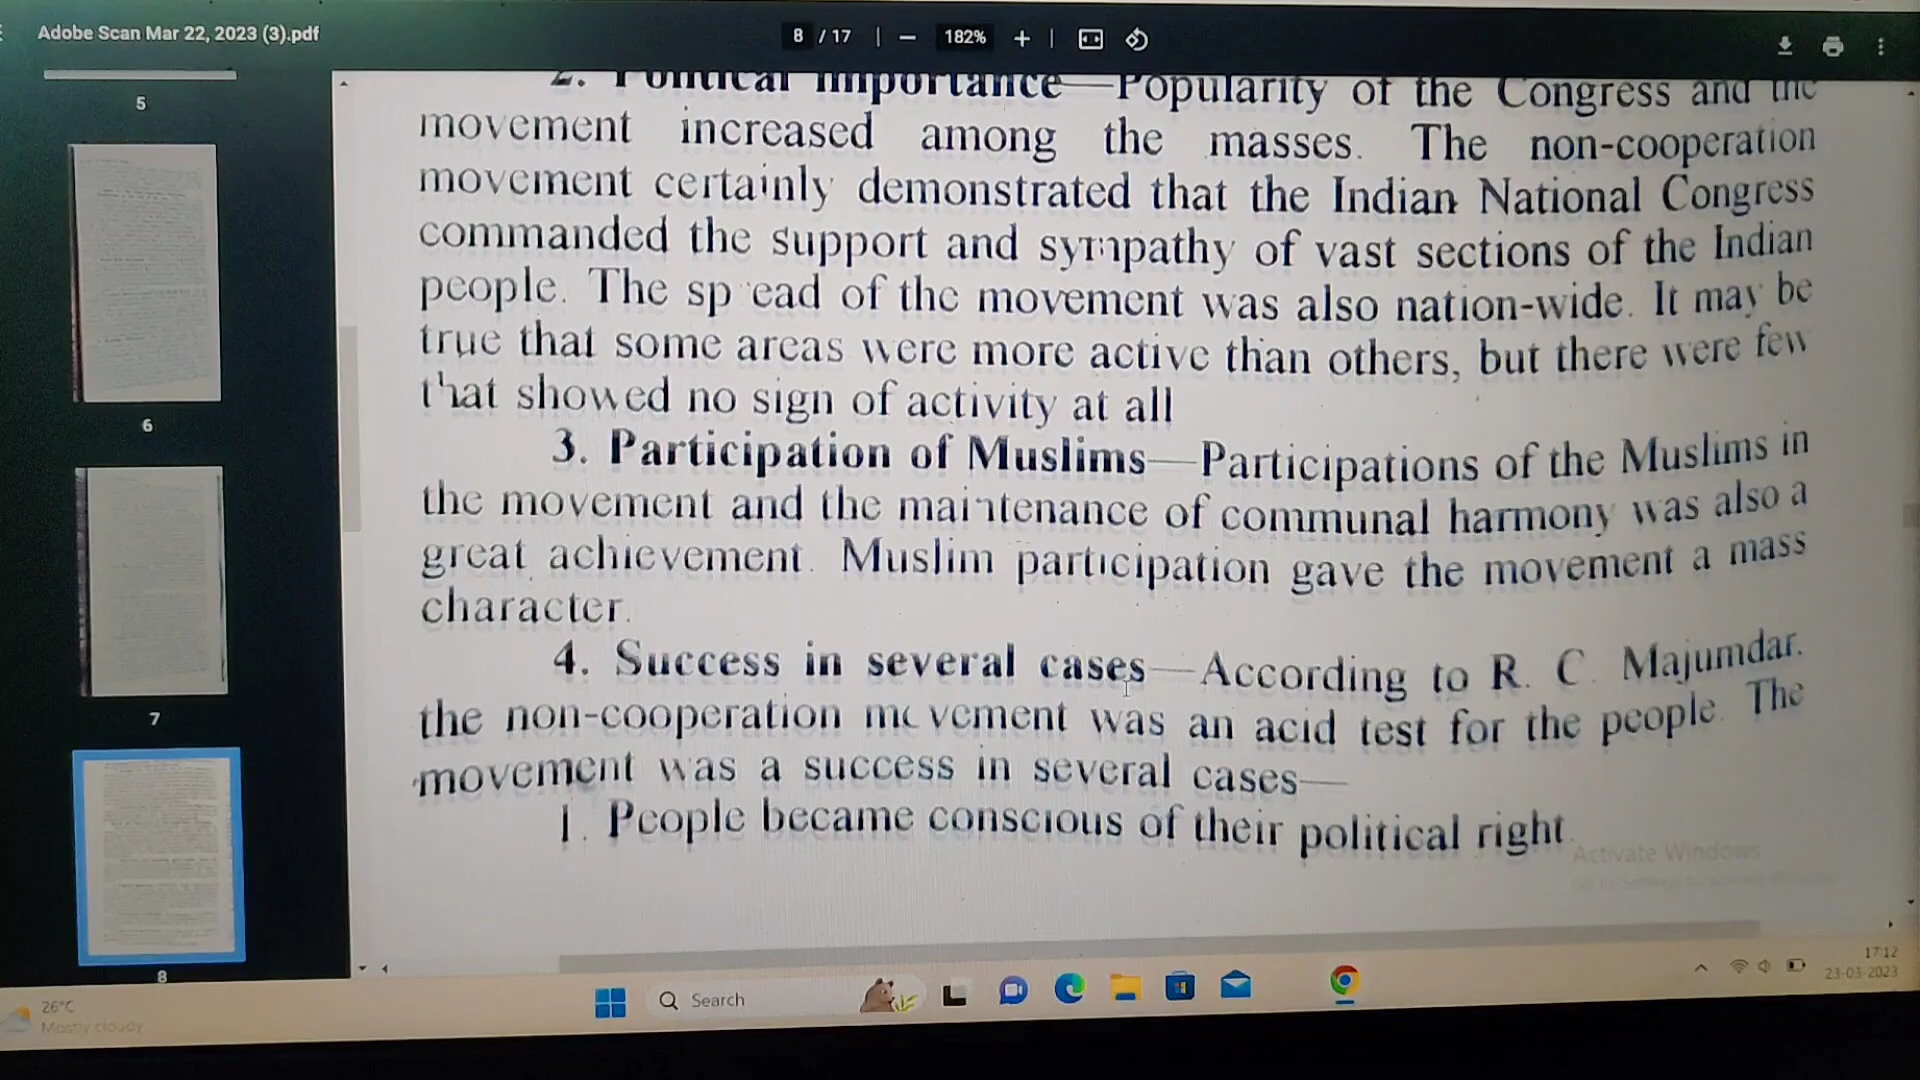 Adobe Scan Mar 22, 2023 (3).pdf
8 / 17
182%
5
6
7
8
2. Political Importance—Popularity of the Congress and the
movement increased among the masses. The non-cooperation
movement certainly demonstrated that the Indian National Congress
commanded the support and sympathy of vast sections of the Indian
people. The spread of the movement was also nation-wide. It may be
true that some areas were more active than others, but there were few
that showed no sign of activity at all
3. Participation of Muslims—Participations of the Muslims in
the movement and the maintenance of communal harmony was also a
great achievement. Muslim participation gave the movement a mass
character.
4. Success in several cases—According to R. C. Majumdar,
the non-cooperation movement was an acid test for the people. The
movement was a success in several cases—
1. People became conscious of their political right.
Activate Windows
26°C
Mostly cloudy
Search
17:12
23-03-2023